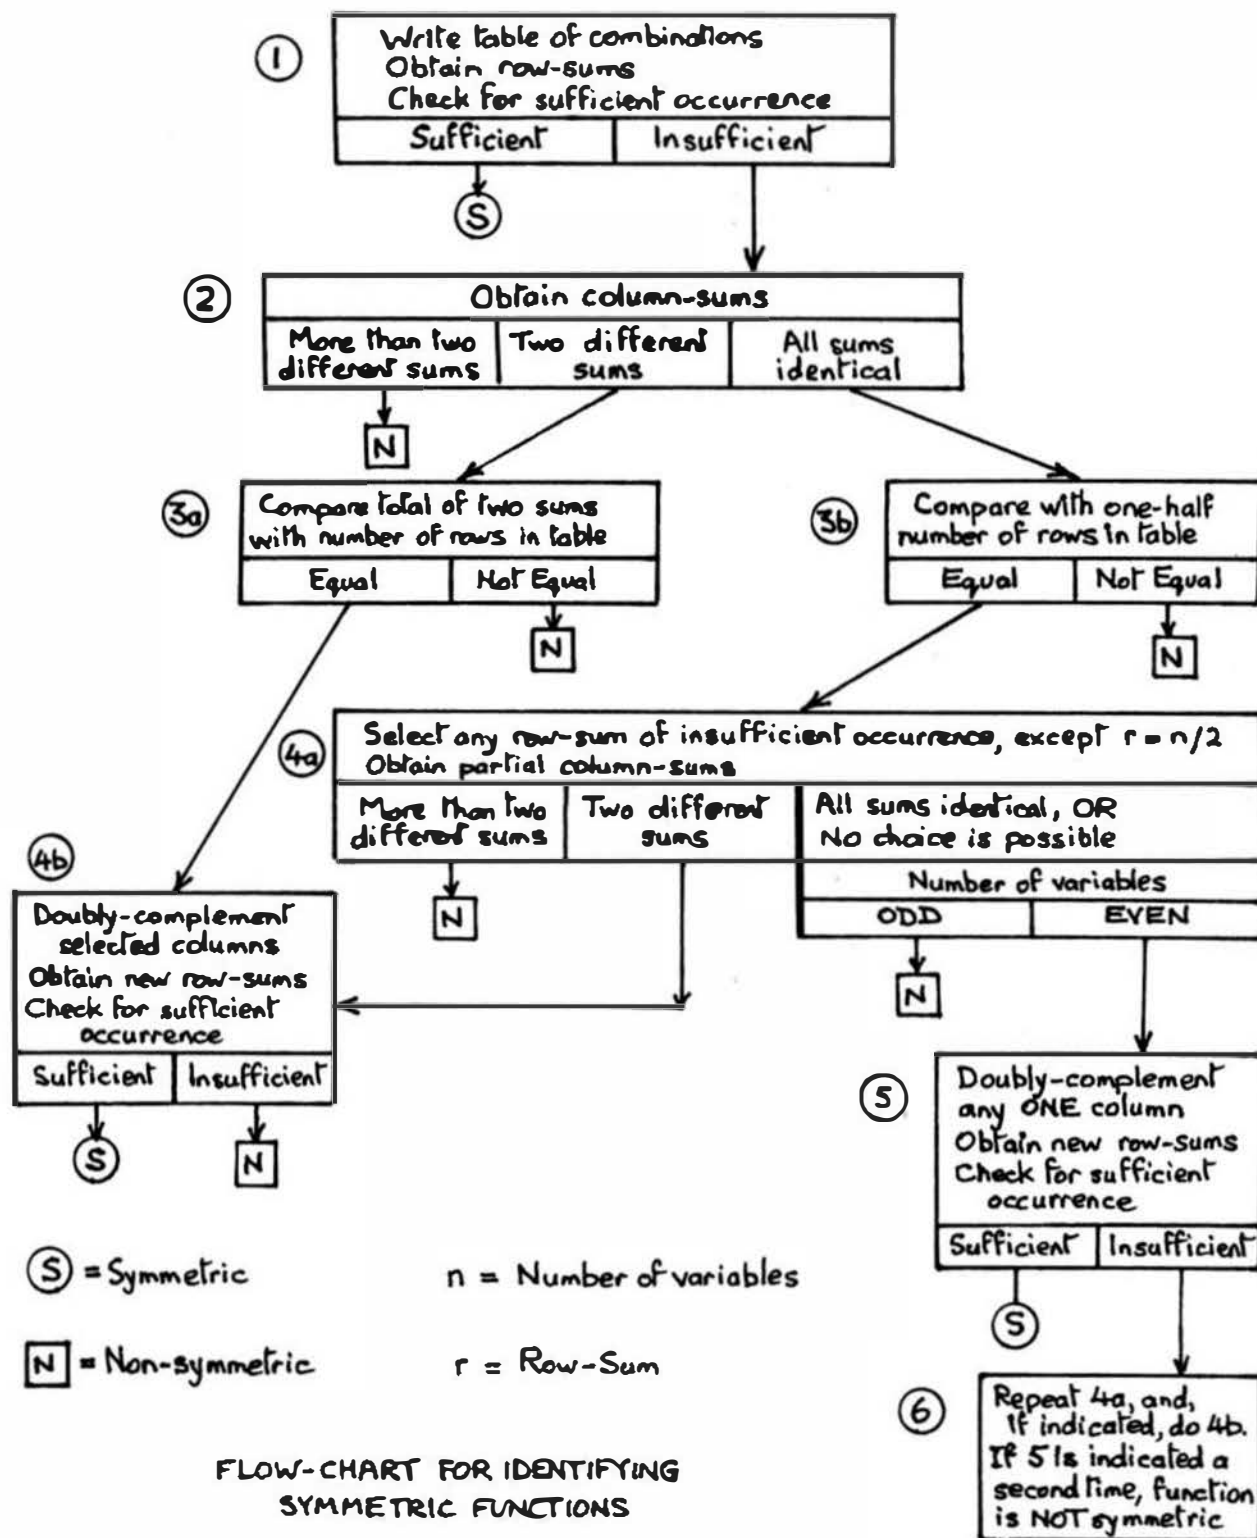 1
Write table of combinations
Obtain row-sums
Check for sufficient occurrence
Sufficient
Insufficient
S
2
Obtain column-sums
More than two
different sums
Two different
sums
All sums
identical
N
3a
Compare total of two sums
with number of rows in table
Equal
Not Equal
N
3b
Compare with one-half
number of rows in table
Equal
Not Equal
N
4a
Select any row-sum of insufficient occurrence, except r = n/2
Obtain partial column-sums
More than two
different sums
Two different
sums
All sums identical, OR
No choice is possible
Number of variables
ODD
EVEN
N
N
4b
Doubly-complement
selected columns
Obtain new row-sums
Check for sufficient
occurrence
Sufficient
Insufficient
S
N
5
Doubly-complement
any ONE column
Obtain new row-sums
Check for sufficient
occurrence
Sufficient
Insufficient
S
6
Repeat 4a, and,
if indicated, do 4b.
If 5 is indicated a
second time, function
is NOT symmetric
S = Symmetric
n = Number of variables
N = Non-symmetric
r = Row-Sum
FLOW-CHART FOR IDENTIFYING
SYMMETRIC FUNCTIONS